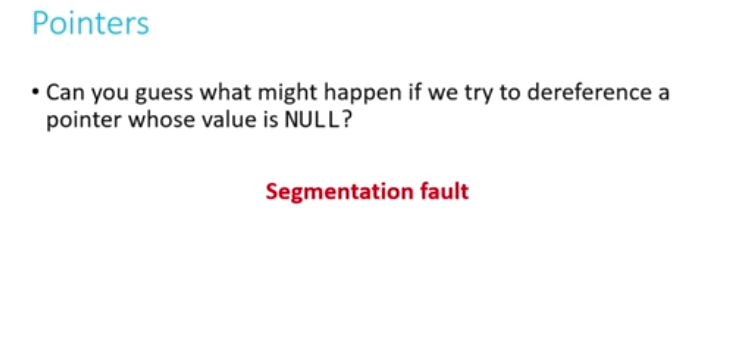 Pointers
• Can you guess what might happen if we try to dereference a
pointer whose value is NULL?
Segmentation fault